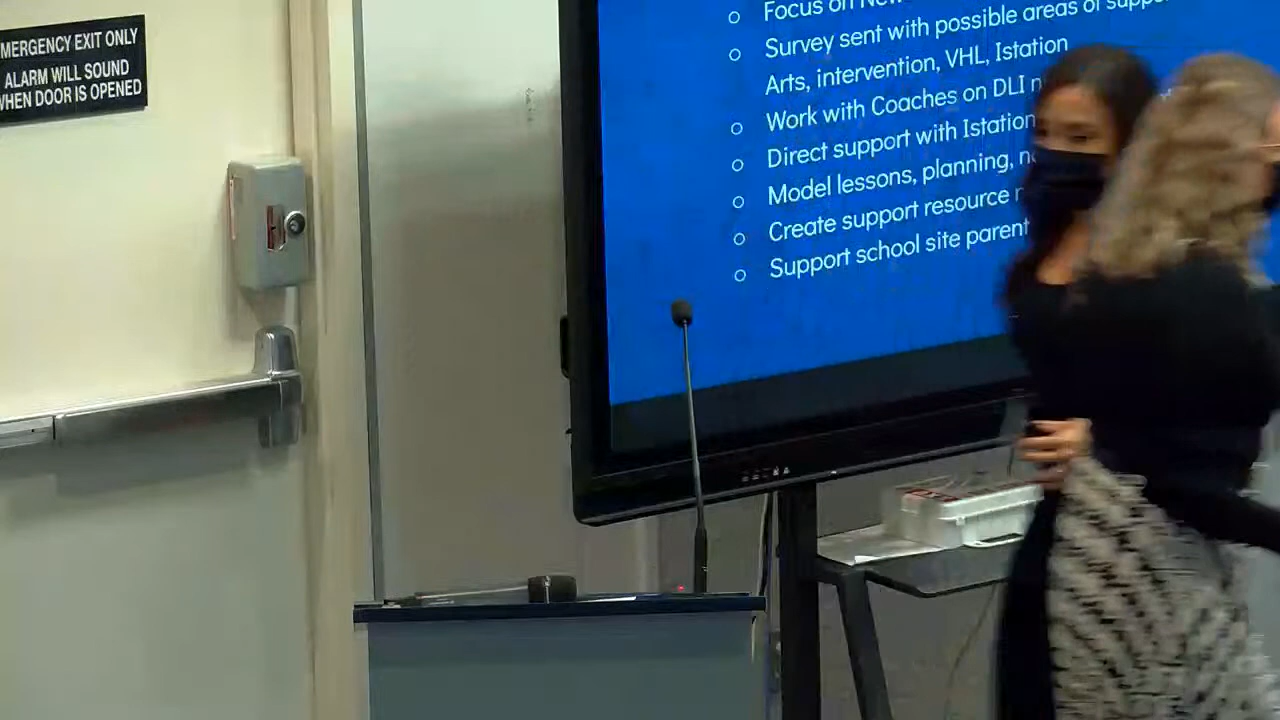 MERGENCY EXIT ONLY
ALARM WILL SOUND
WHEN DOOR IS OPENED
Focus on New
Survey sent with possible areas of support
Arts, intervention, VHL, Istation
Work with Coaches on DLI
Direct support with Istation
Model lessons, planning,
Create support resource
Support school site parent